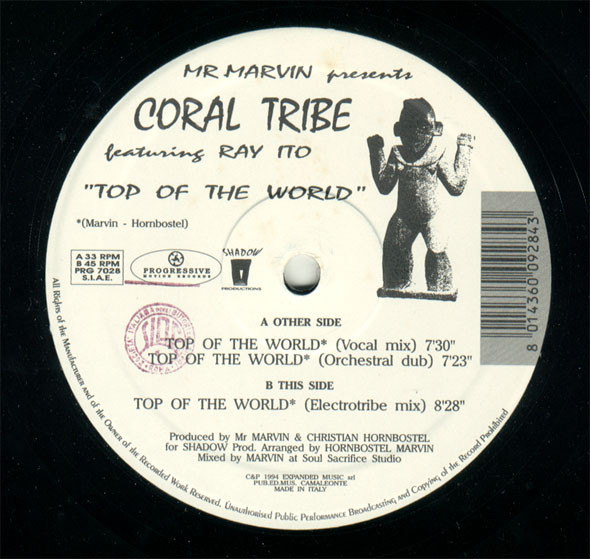 MR MARVIN presents
CORAL TRIBE
featuring RAY ITO
"TOP OF THE WORLD"
*(Marvin - Hornbostel)
A 33 RPM
B 45 RPM
PRG 7028
S.I.A.E.
PROGRESSIVE
MOTION RECORDS
SHADOW
PRODUCTIONS
8 014360 092843
A OTHER SIDE
TOP OF THE WORLD* (Vocal mix) 7'30"
TOP OF THE WORLD* (Orchestral dub) 7'23"
B THIS SIDE
TOP OF THE WORLD* (Electrotribe mix) 8'28"
Produced by Mr MARVIN & CHRISTIAN HORNBOSTEL
for SHADOW Prod. Arranged by HORNBOSTEL MARVIN
Mixed by MARVIN at Soul Sacrifice Studio
C&P 1994 EXPANDED MUSIC srl
PUB.ED.MUS. CAMALEONTE
MADE IN ITALY
All Rights of the Manufacturer and of the Owner of the Recorded Work Reserved. Unauthorised Public Performance Broadcasting and Copying of the Record Prohibited